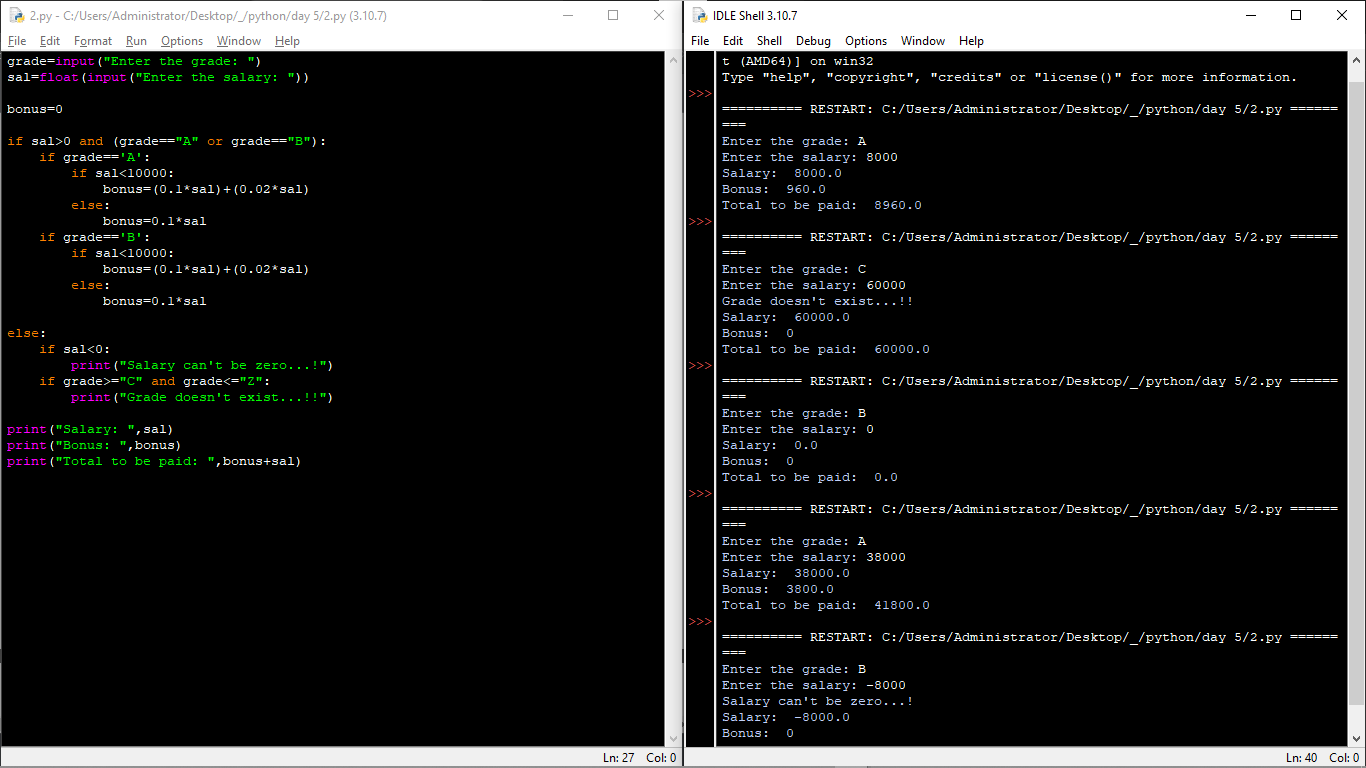 2.py - C:/Users/Administrator/Desktop/_/python/day 5/2.py (3.10.7)
File Edit Format Run Options Window Help
grade=input("Enter the grade: ")
sal=float(input("Enter the salary: "))
bonus=0
if sal>0 and (grade=="A" or grade=="B"):
    if grade=='A':
        if sal<10000:
            bonus=(0.1*sal)+(0.02*sal)
        else:
            bonus=0.1*sal
    if grade=='B':
        if sal<10000:
            bonus=(0.1*sal)+(0.02*sal)
        else:
            bonus=0.1*sal
else:
    if sal<0:
        print("Salary can't be zero...!")
    if grade>="C" and grade<="Z":
        print("Grade doesn't exist...!!")
print("Salary: ",sal)
print("Bonus: ",bonus)
print("Total to be paid: ",bonus+sal)
Ln: 27 Col: 0
IDLE Shell 3.10.7
File Edit Shell Debug Options Window Help
t (AMD64)] on win32
Type "help", "copyright", "credits" or "license()" for more information.
>>>
========== RESTART: C:/Users/Administrator/Desktop/_/python/day 5/2.py ======
===
Enter the grade: A
Enter the salary: 8000
Salary:  8000.0
Bonus:  960.0
Total to be paid:  8960.0
>>>
========== RESTART: C:/Users/Administrator/Desktop/_/python/day 5/2.py ======
===
Enter the grade: C
Enter the salary: 60000
Grade doesn't exist...!!
Salary:  60000.0
Bonus:  0
Total to be paid:  60000.0
>>>
========== RESTART: C:/Users/Administrator/Desktop/_/python/day 5/2.py ======
===
Enter the grade: B
Enter the salary: 0
Salary:  0.0
Bonus:  0
Total to be paid:  0.0
>>>
========== RESTART: C:/Users/Administrator/Desktop/_/python/day 5/2.py ======
===
Enter the grade: A
Enter the salary: 38000
Salary:  38000.0
Bonus:  3800.0
Total to be paid:  41800.0
>>>
========== RESTART: C:/Users/Administrator/Desktop/_/python/day 5/2.py ======
===
Enter the grade: B
Enter the salary: -8000
Salary can't be zero...!
Salary:  -8000.0
Bonus:  0
Ln: 40 Col: 0